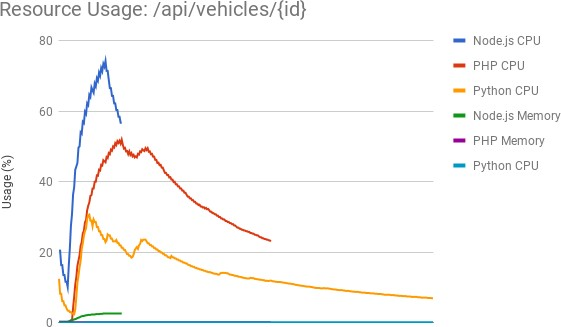 Resource Usage: /api/vehicles/{id}
80
60
40
20
0
Usage (%)
Node.js CPU
PHP CPU
Python CPU
Node.js Memory
PHP Memory
Python CPU